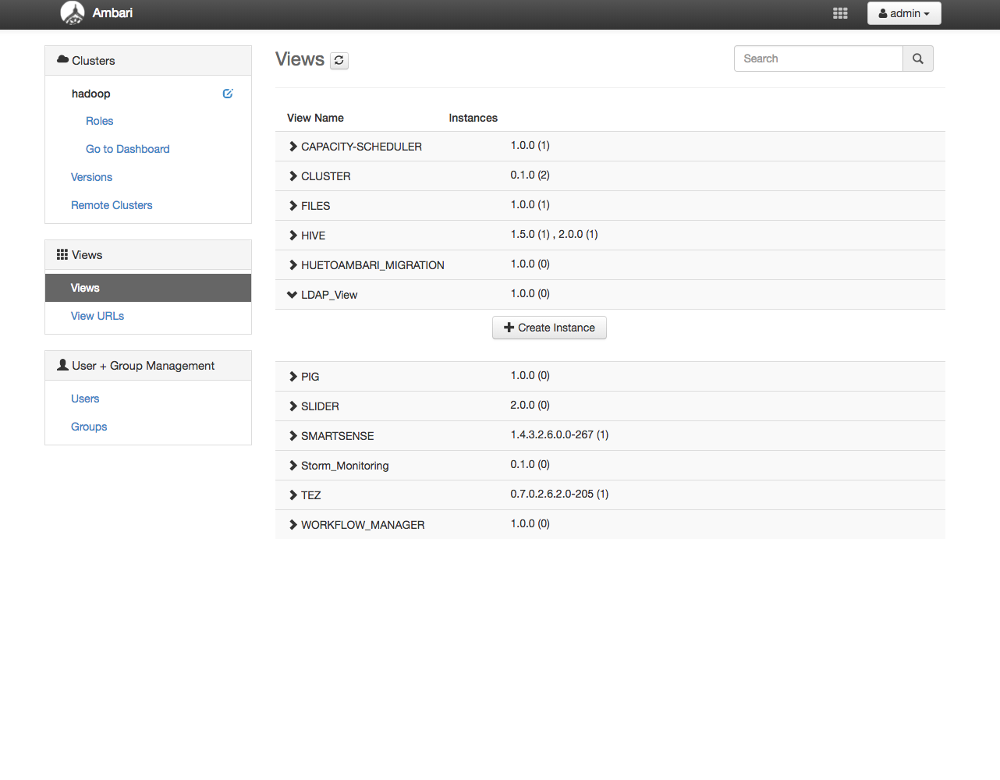 Ambari
admin
Clusters
hadoop
Roles
Go to Dashboard
Versions
Remote Clusters
Views
Views
View URLs
User + Group Management
Users
Groups
Views
Search
View Name Instances
CAPACITY-SCHEDULER 1.0.0 (1)
CLUSTER 0.1.0 (2)
FILES 1.0.0 (1)
HIVE 1.5.0 (1) , 2.0.0 (1)
HUETOAMBARI_MIGRATION 1.0.0 (0)
LDAP_View 1.0.0 (0)
Create Instance
PIG 1.0.0 (0)
SLIDER 2.0.0 (0)
SMARTSENSE 1.4.3.2.6.0.0-267 (1)
Storm_Monitoring 0.1.0 (0)
TEZ 0.7.0.2.6.2.0-205 (1)
WORKFLOW_MANAGER 1.0.0 (0)